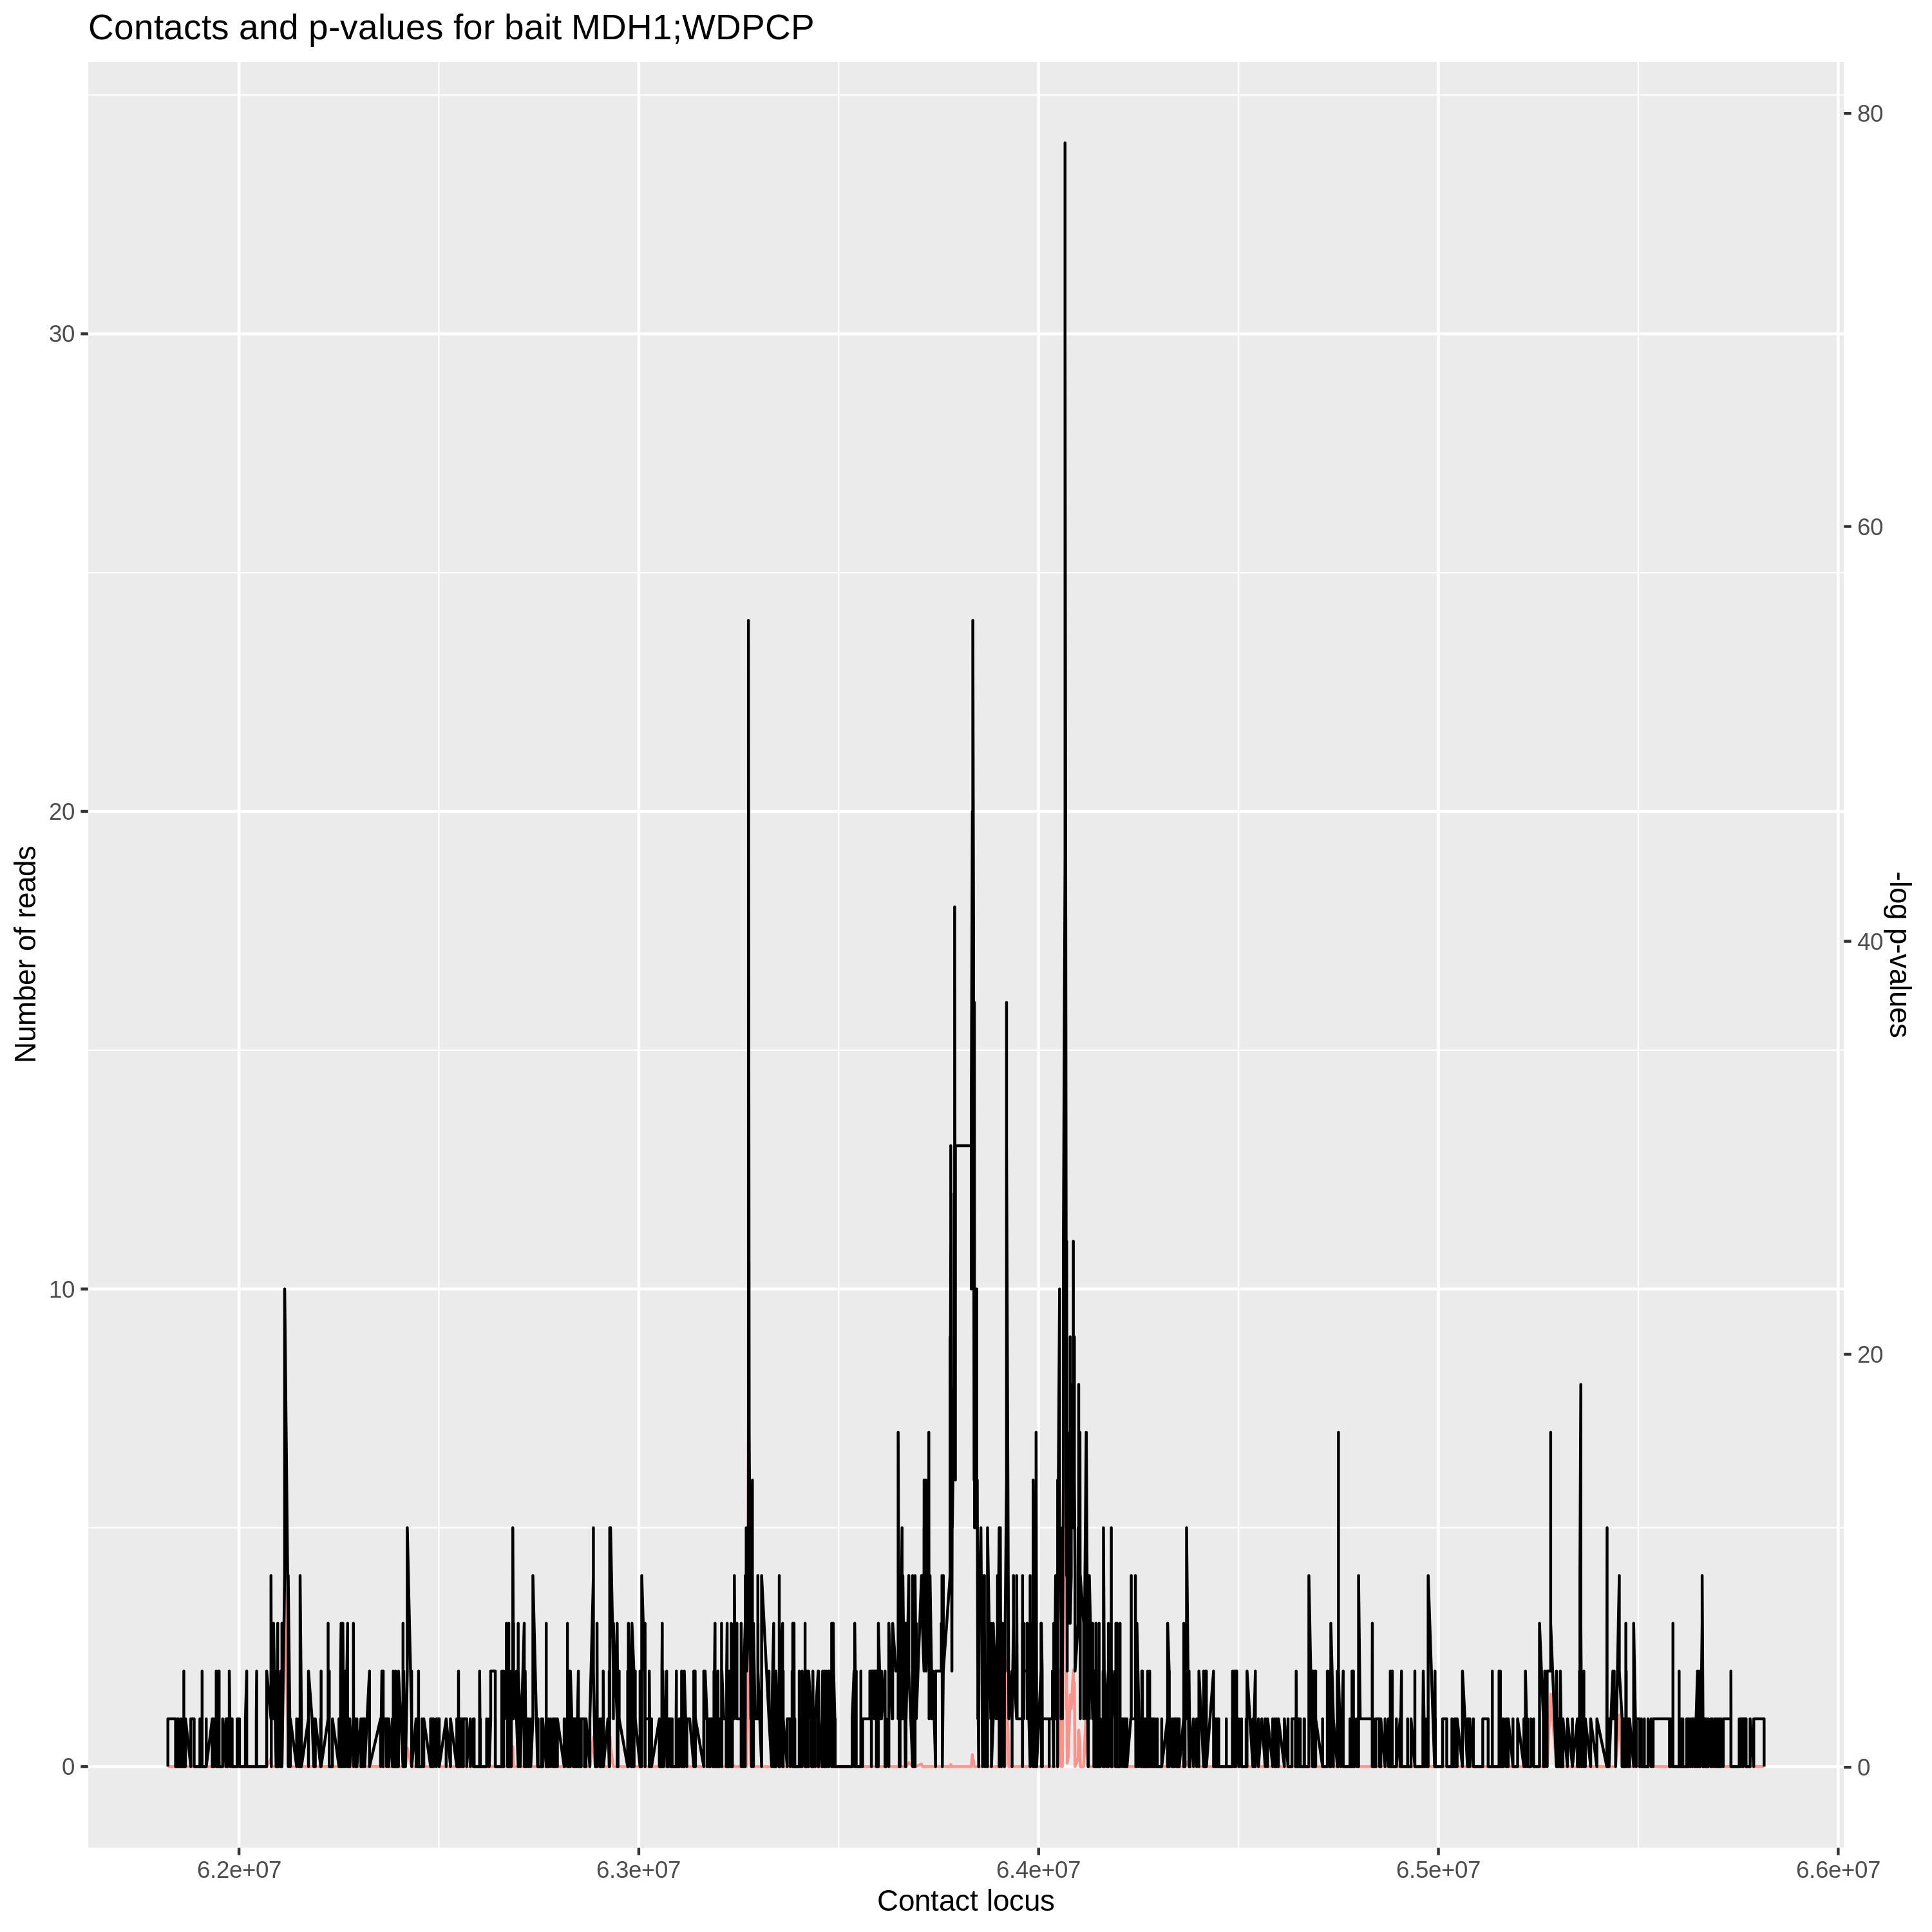 Contacts and p-values for bait MDH1;WDPCP
80
30
60
20
Number of reads
-log p-values
40
10
20
0
0
6.2e+07
6.3e+07
6.4e+07
6.5e+07
6.6e+07
Contact locus